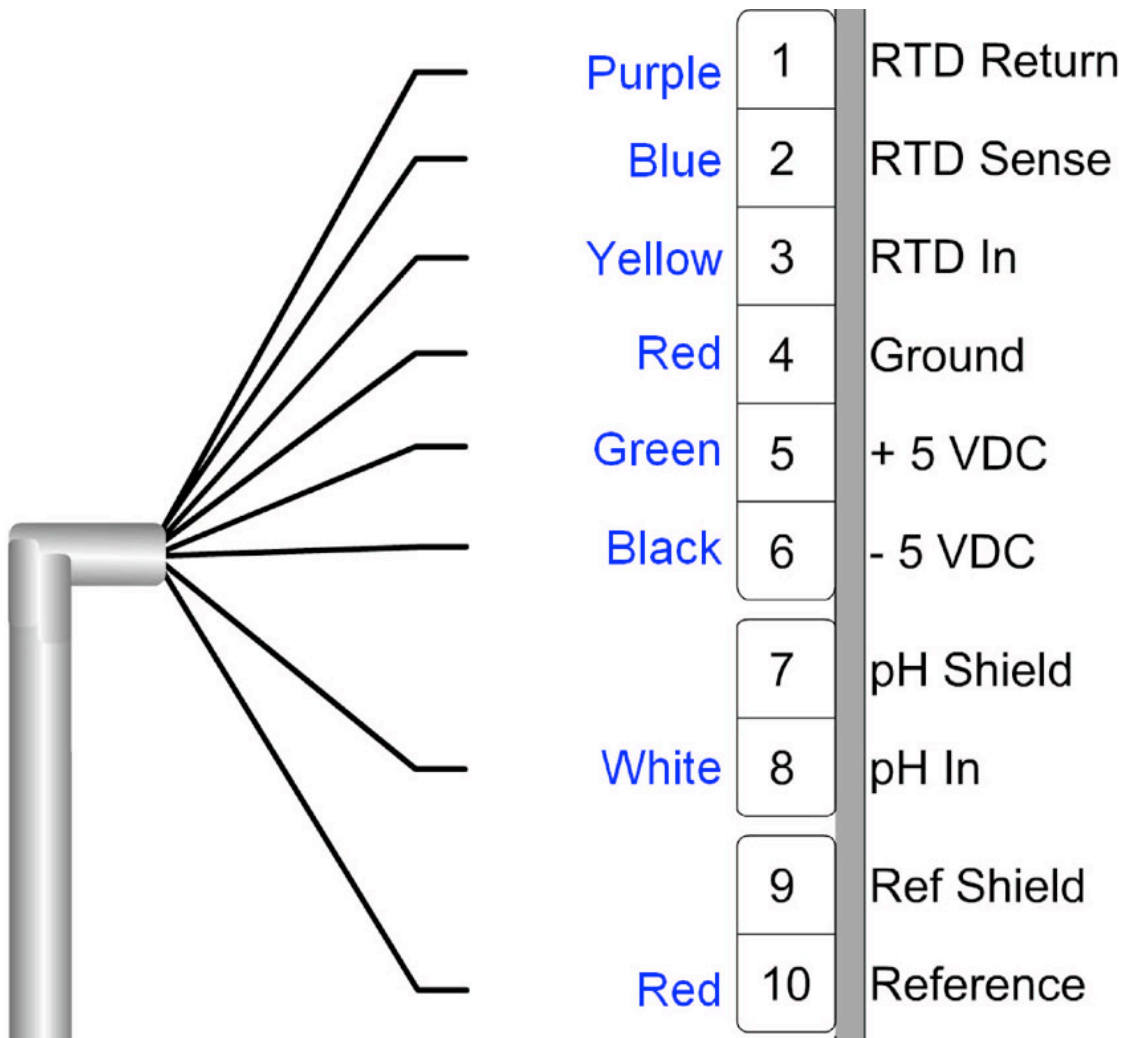 Purple 1 RTD Return
Blue 2 RTD Sense
Yellow 3 RTD In
Red 4 Ground
Green 5 + 5 VDC
Black 6 - 5 VDC
7 pH Shield
White 8 pH In
9 Ref Shield
Red 10 Reference